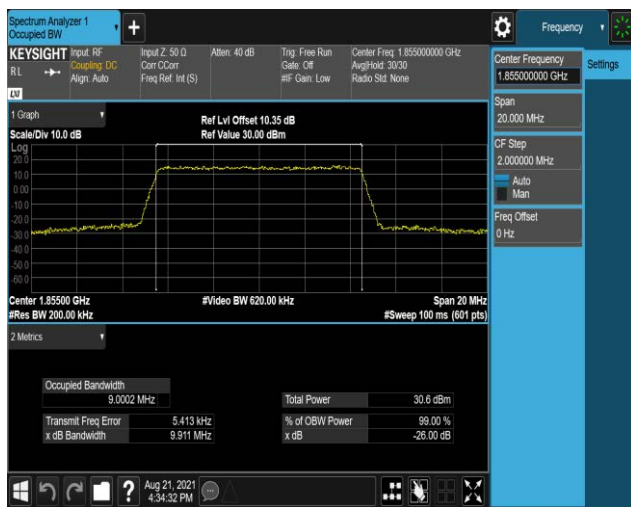 Spectrum Analyzer 1
Occupied BW
+
Frequency
KEYSIGHT
Input: RF
Coupling: DC
Align: Auto
Input Z: 50 Ω
Corr CCorr
Freq Ref: Int (S)
Atten: 40 dB
Trig: Free Run
Gate: Off
#IF Gain: Low
Center Freq: 1.855000000 GHz
Avg|Hold: 30/30
Radio Std: None
RL
LXI
Center Frequency
1.855000000 GHz
Settings
Span
20.000 MHz
CF Step
2.000000 MHz
Auto
Man
Freq Offset
0 Hz
1 Graph
Scale/Div 10.0 dB
Ref Lvl Offset 10.35 dB
Ref Value 30.00 dBm
Log
20.0
10.0
0.00
-10.0
-20.0
-30.0
-40.0
-50.0
-60.0
Center 1.85500 GHz
#Res BW 200.00 kHz
#Video BW 620.00 kHz
Span 20 MHz
#Sweep 100 ms (601 pts)
2 Metrics
Occupied Bandwidth
9.0002 MHz
Transmit Freq Error 5.413 kHz
x dB Bandwidth 9.911 MHz
Total Power 30.6 dBm
% of OBW Power 99.00 %
x dB -26.00 dB
?
Aug 21, 2021
4:34:32 PM